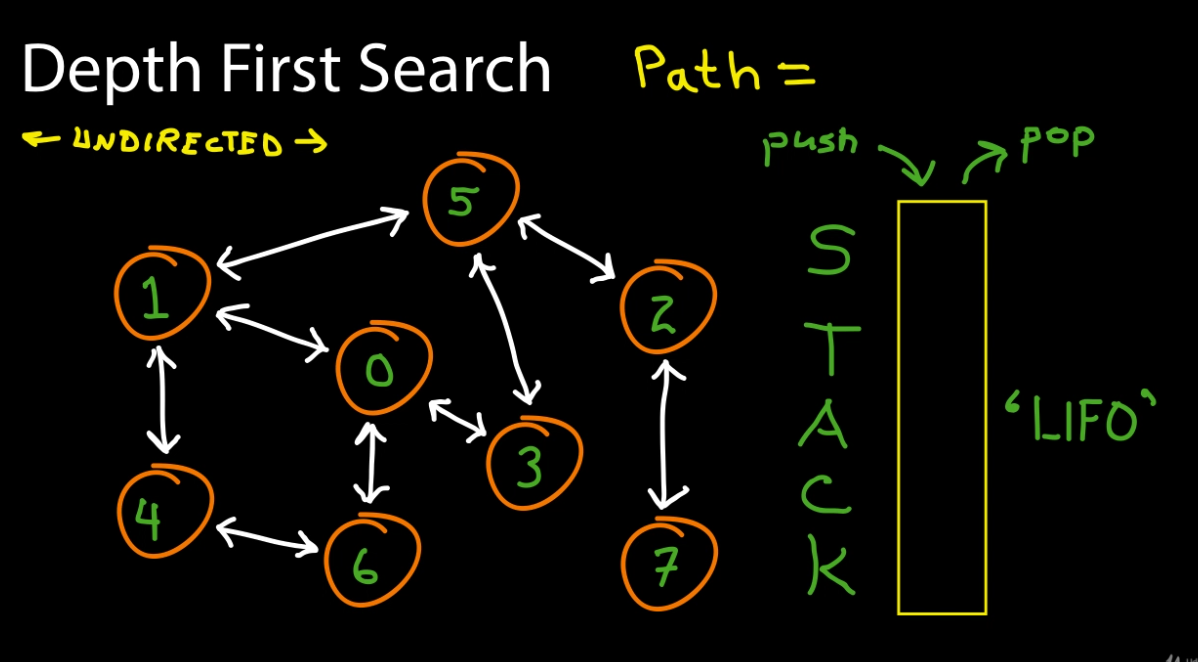 Depth First Search
Path =
← UNDIRECTED →
push
pop
5
1
2
0
3
4
6
7
S
T
A
C
K
‘LIFO’